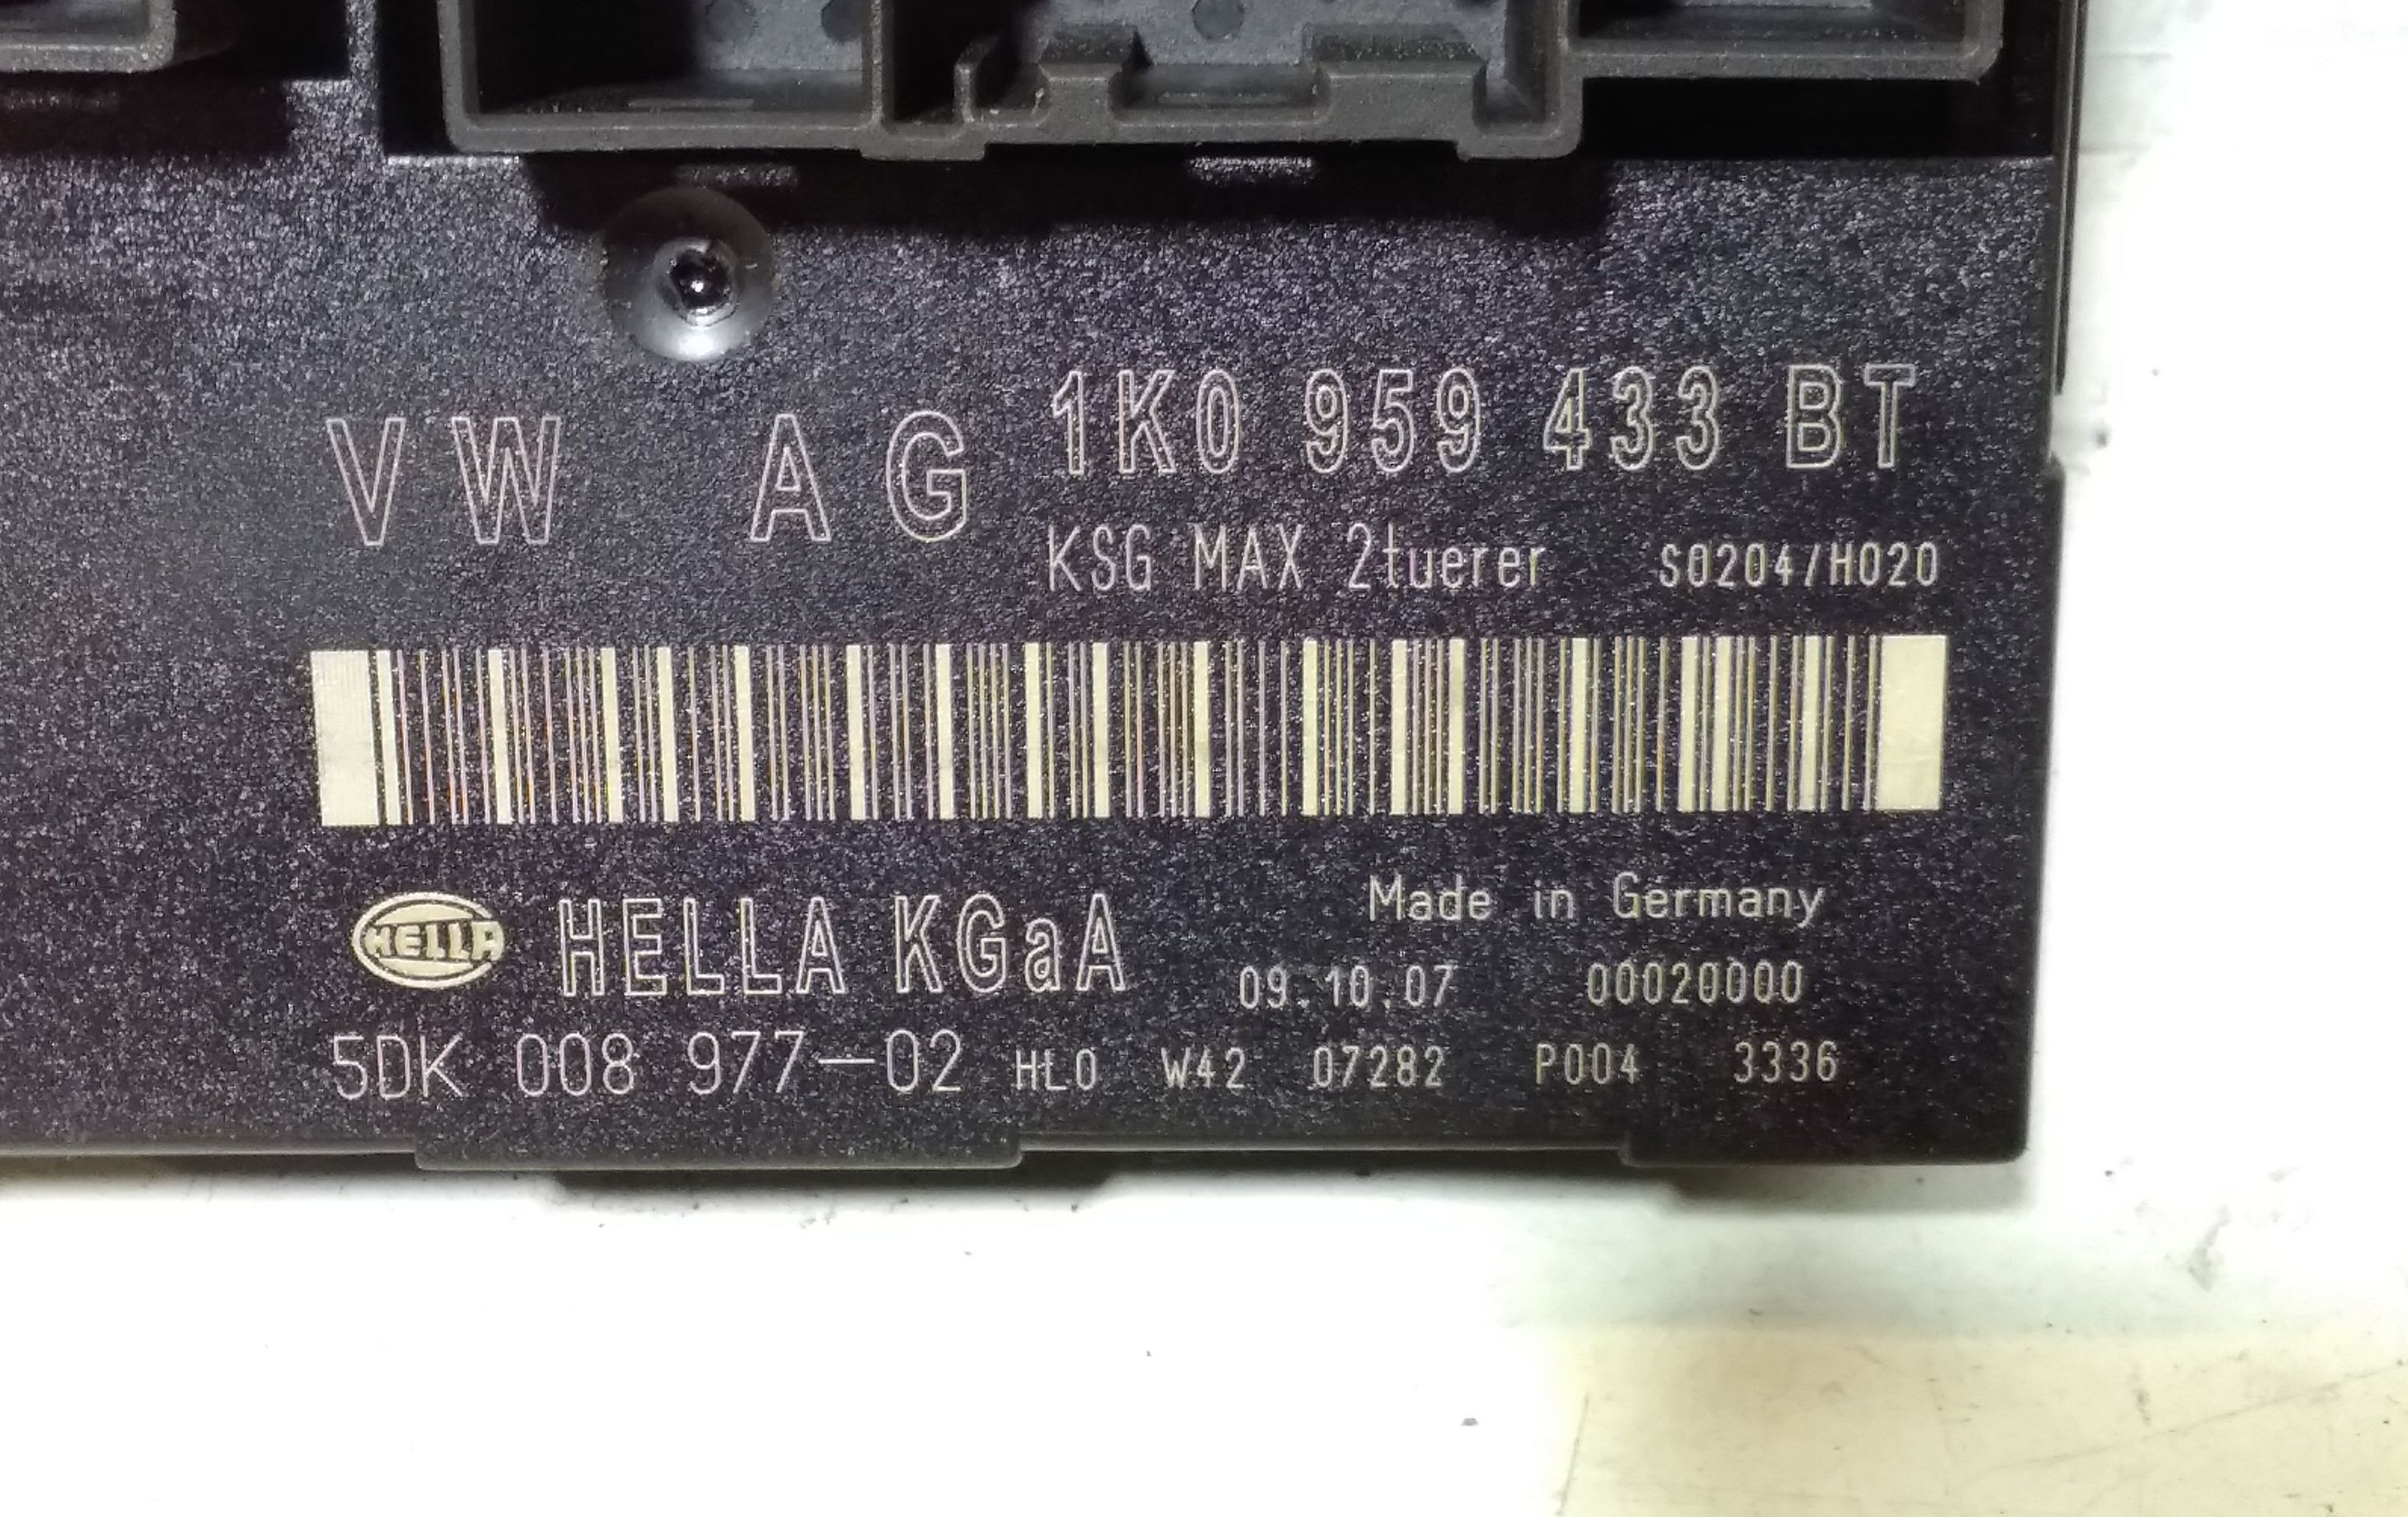 VW AG 1K0 959 433 BT
KSG MAX 2tuerer S0204/H020
HELLA HELLA KGaA
Made in Germany
09.10.07 00020000
5DK 008 977-02 HL0 W42 07282 P004 3336